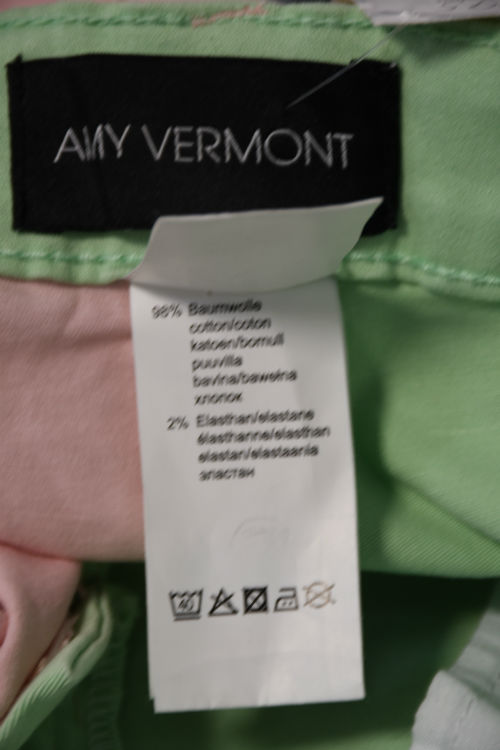 AMY VERMONT
98% Baumwolle
cotton/coton
katoen/bomull
puuvilla
bavlna/bawełna
хлопок
2% Elasthan/elastane
élasthanne/elasthan
elastan/elastaania
эластан
40